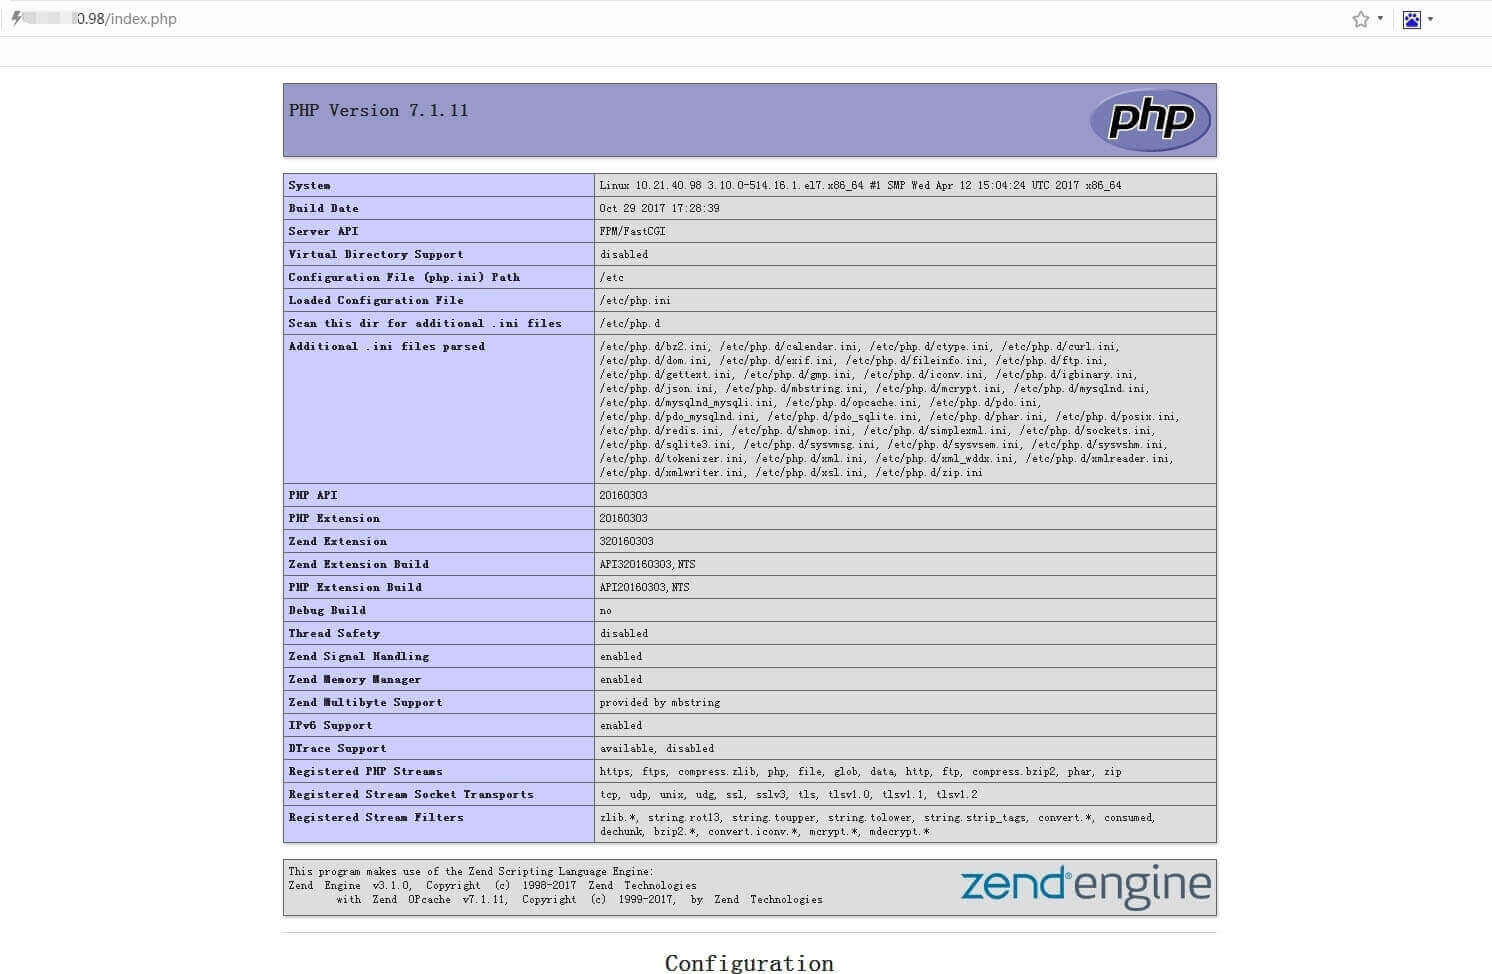 0.98/index.php
PHP Version 7.1.11
php
System Linux 10.21.40.98 3.10.0-514.16.1.el7.x86_64 #1 SMP Wed Apr 12 15:04:24 UTC 2017 x86_64
Build Date Oct 29 2017 17:28:39
Server API FPM/FastCGI
Virtual Directory Support disabled
Configuration File (php.ini) Path /etc
Loaded Configuration File /etc/php.ini
Scan this dir for additional .ini files /etc/php.d
Additional .ini files parsed /etc/php.d/bz2.ini, /etc/php.d/calendar.ini, /etc/php.d/ctype.ini, /etc/php.d/curl.ini,
/etc/php.d/dom.ini, /etc/php.d/exif.ini, /etc/php.d/fileinfo.ini, /etc/php.d/ftp.ini,
/etc/php.d/gettext.ini, /etc/php.d/gmp.ini, /etc/php.d/iconv.ini, /etc/php.d/igbinary.ini,
/etc/php.d/json.ini, /etc/php.d/mbstring.ini, /etc/php.d/mcrypt.ini, /etc/php.d/mysqlnd.ini,
/etc/php.d/mysqlnd_mysqli.ini, /etc/php.d/opcache.ini, /etc/php.d/pdo.ini,
/etc/php.d/pdo_mysqlnd.ini, /etc/php.d/pdo_sqlite.ini, /etc/php.d/phar.ini, /etc/php.d/posix.ini,
/etc/php.d/redis.ini, /etc/php.d/shmop.ini, /etc/php.d/simplexml.ini, /etc/php.d/sockets.ini,
/etc/php.d/sqlite3.ini, /etc/php.d/sysvmsg.ini, /etc/php.d/sysvsem.ini, /etc/php.d/sysvshm.ini,
/etc/php.d/tokenizer.ini, /etc/php.d/xml.ini, /etc/php.d/xml_wddx.ini, /etc/php.d/xmlreader.ini,
/etc/php.d/xmlwriter.ini, /etc/php.d/xsl.ini, /etc/php.d/zip.ini
PHP API 20160303
PHP Extension 20160303
Zend Extension 320160303
Zend Extension Build API320160303,NTS
PHP Extension Build API20160303,NTS
Debug Build no
Thread Safety disabled
Zend Signal Handling enabled
Zend Memory Manager enabled
Zend Multibyte Support provided by mbstring
IPv6 Support enabled
DTrace Support available, disabled
Registered PHP Streams https, ftps, compress.zlib, php, file, glob, data, http, ftp, compress.bzip2, phar, zip
Registered Stream Socket Transports tcp, udp, unix, udg, ssl, sslv3, tls, tlsv1.0, tlsv1.1, tlsv1.2
Registered Stream Filters zlib.*, string.rot13, string.toupper, string.tolower, string.strip_tags, convert.*, consumed,
dechunk, bzip2.*, convert.iconv.*, mcrypt.*, mdecrypt.*
This program makes use of the Zend Scripting Language Engine:
Zend Engine v3.1.0, Copyright (c) 1998-2017 Zend Technologies
with Zend OPcache v7.1.11, Copyright (c) 1999-2017, by Zend Technologies
zend® engine
Configuration